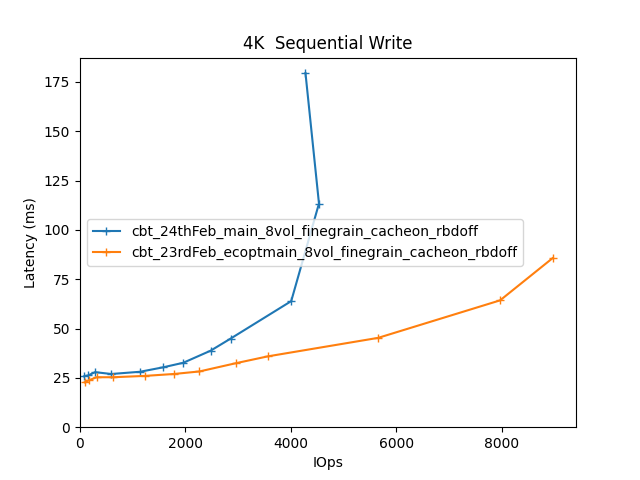 4K  Sequential Write
Latency (ms)
175
150
125
100
75
50
25
0
cbt_24thFeb_main_8vol_finegrain_cacheon_rbdoff
cbt_23rdFeb_ecoptmain_8vol_finegrain_cacheon_rbdoff
0 2000 4000 6000 8000
IOps